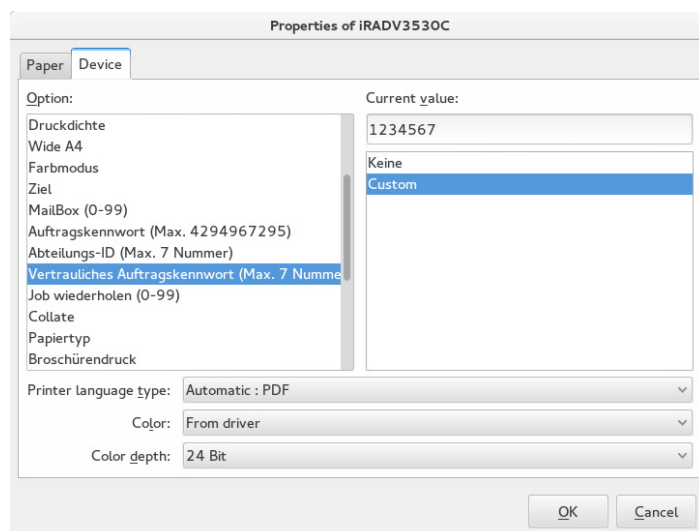 Properties of iRADV3530C
Paper
Device
Option:
Druckdichte
Wide A4
Farbmodus
Ziel
MailBox (0-99)
Auftragskennwort (Max. 4294967295)
Abteilungs-ID (Max. 7 Nummer)
Vertrauliches Auftragskennwort (Max. 7 Numme
Job wiederholen (0-99)
Collate
Papiertyp
Broschürendruck
Current value:
1234567
Keine
Custom
Printer language type: Automatic : PDF
Color: From driver
Color depth: 24 Bit
OK
Cancel